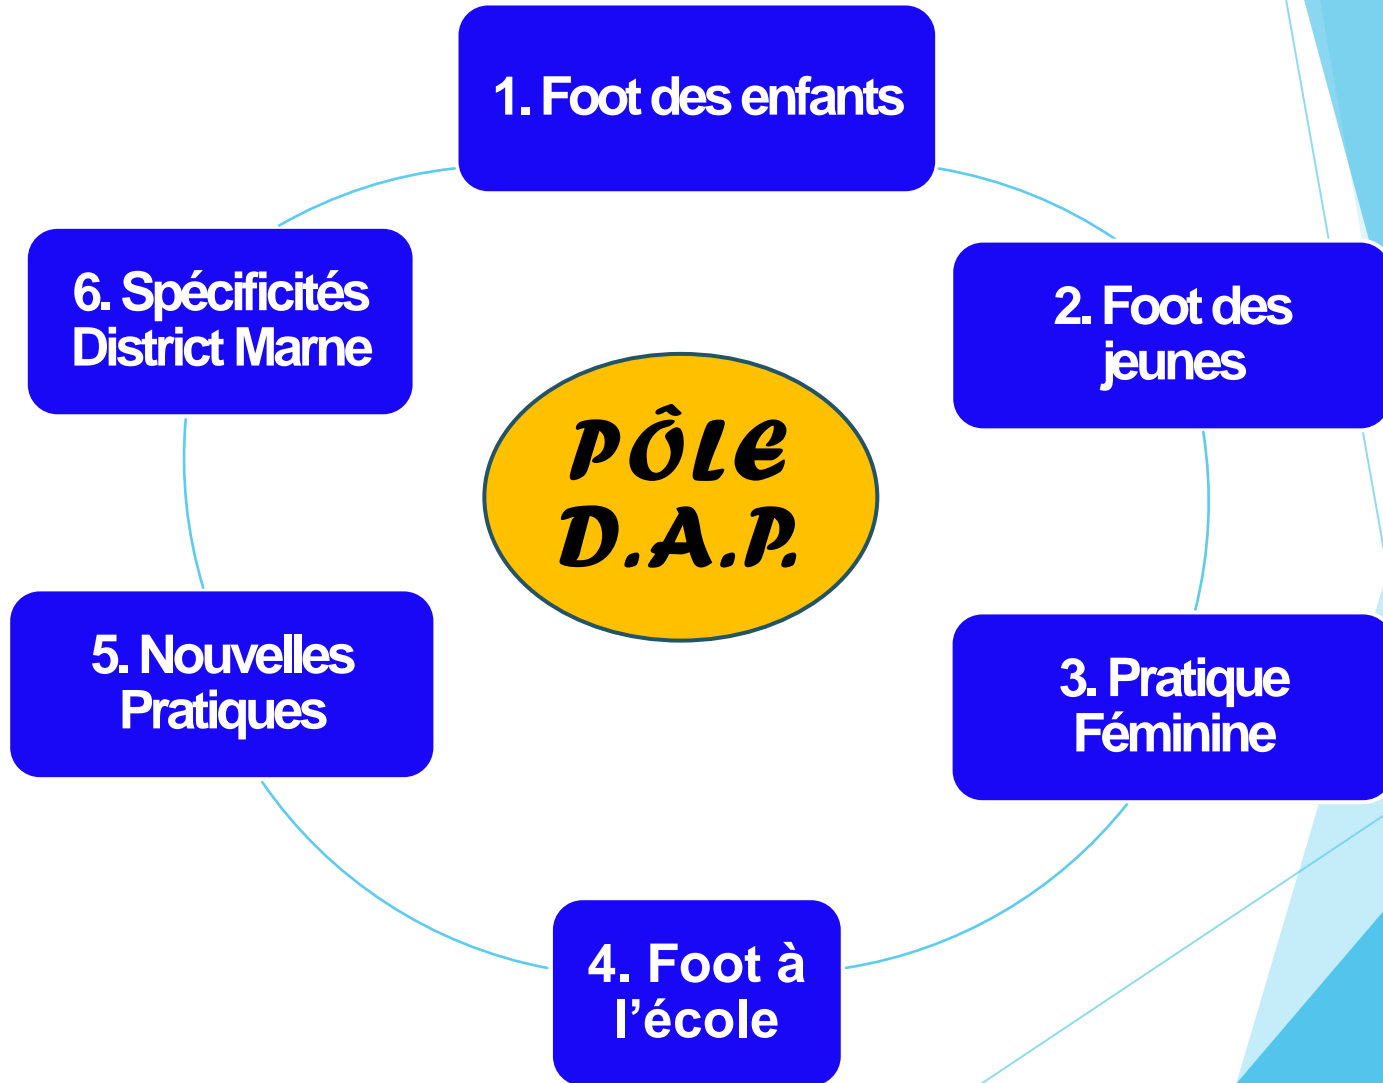 1. Foot des enfants
2. Foot des
jeunes
3. Pratique
Féminine
4. Foot à
l’école
5. Nouvelles
Pratiques
6. Spécificités
District Marne
PÔLE
D.A.P.